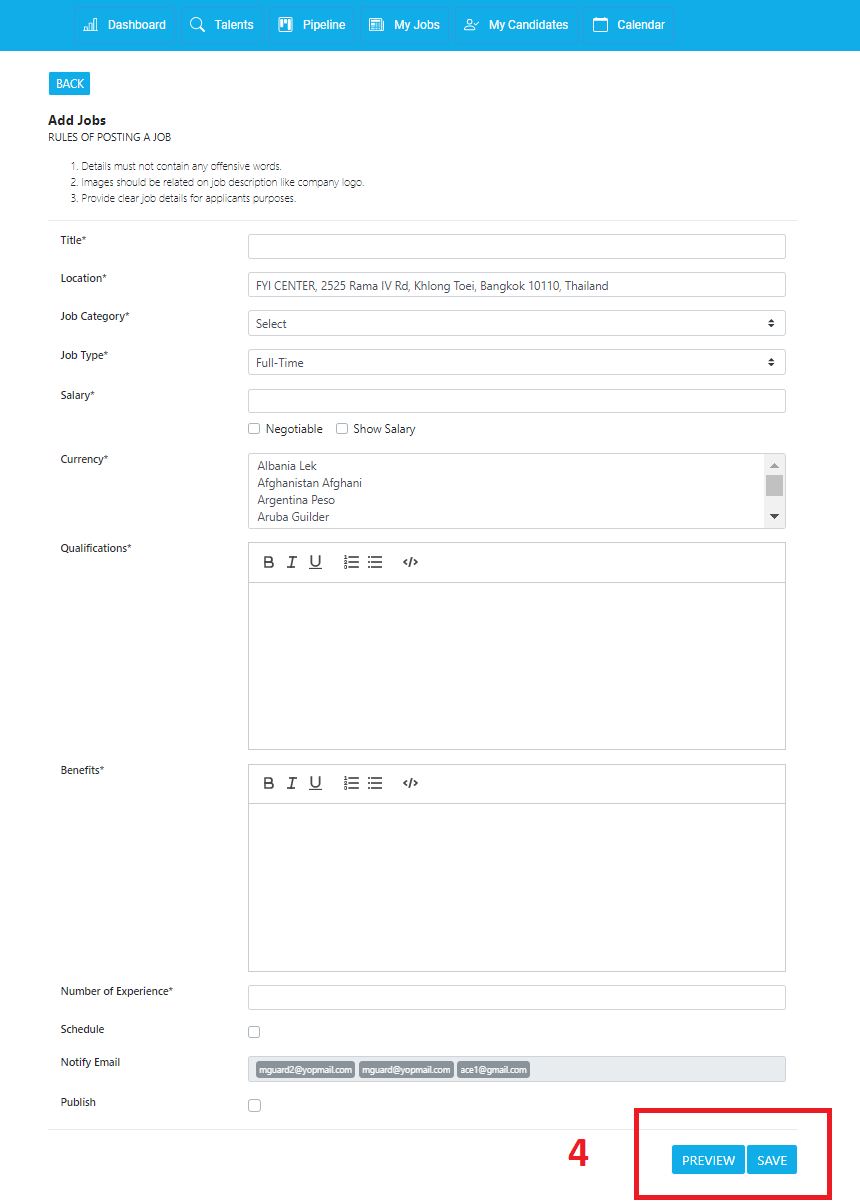 Dashboard Talents Pipeline My Jobs My Candidates Calendar
BACK
Add Jobs
RULES OF POSTING A JOB
1. Details must not contain any offensive words.
2. Images should be related on job description like company logo.
3. Provide clear job details for applicants purposes.
Title*
Location* FYI CENTER, 2525 Rama IV Rd, Khlong Toei, Bangkok 10110, Thailand
Job Category* Select
Job Type* Full-Time
Salary*
Negotiable Show Salary
Currency* Albania Lek
Afghanistan Afghani
Argentina Peso
Aruba Guilder
Qualifications*
B I U </>
Benefits*
B I U </>
Number of Experience*
Schedule
Notify Email mguard2@yopmail.com mguard@yopmail.com ace1@gmail.com
Publish
4 PREVIEW SAVE